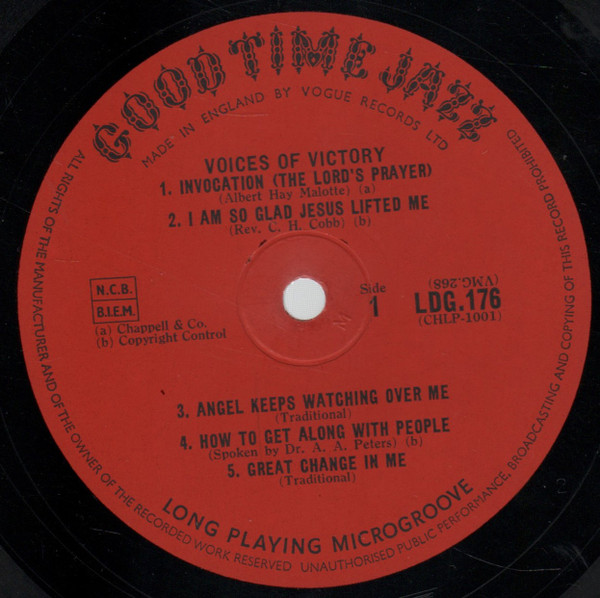 GOOD TIME JAZZ
MADE IN ENGLAND BY VOGUE RECORDS LTD
VOICES OF VICTORY
1. INVOCATION (THE LORD'S PRAYER)
(Albert Hay Malotte) (a)
2. I AM SO GLAD JESUS LIFTED ME
(Rev. C. H. Cobb) (b)
N.C.B.
B.I.E.M.
(a) Chappell & Co.
(b) Copyright Control
Side
1
M
(VMG.268)
LDG.176
(CHLP-1001)
3. ANGEL KEEPS WATCHING OVER ME
(Traditional)
4. HOW TO GET ALONG WITH PEOPLE
(Spoken by Dr. A. A. Peters) (b)
5. GREAT CHANGE IN ME
(Traditional)
LONG PLAYING MICROGROOVE
ALL RIGHTS OF THE MANUFACTURER AND OF THE OWNER OF THE RECORDED WORK RESERVED UNAUTHORISED PUBLIC PERFORMANCE, BROADCASTING AND COPYING OF THIS RECORD PROHIBITED